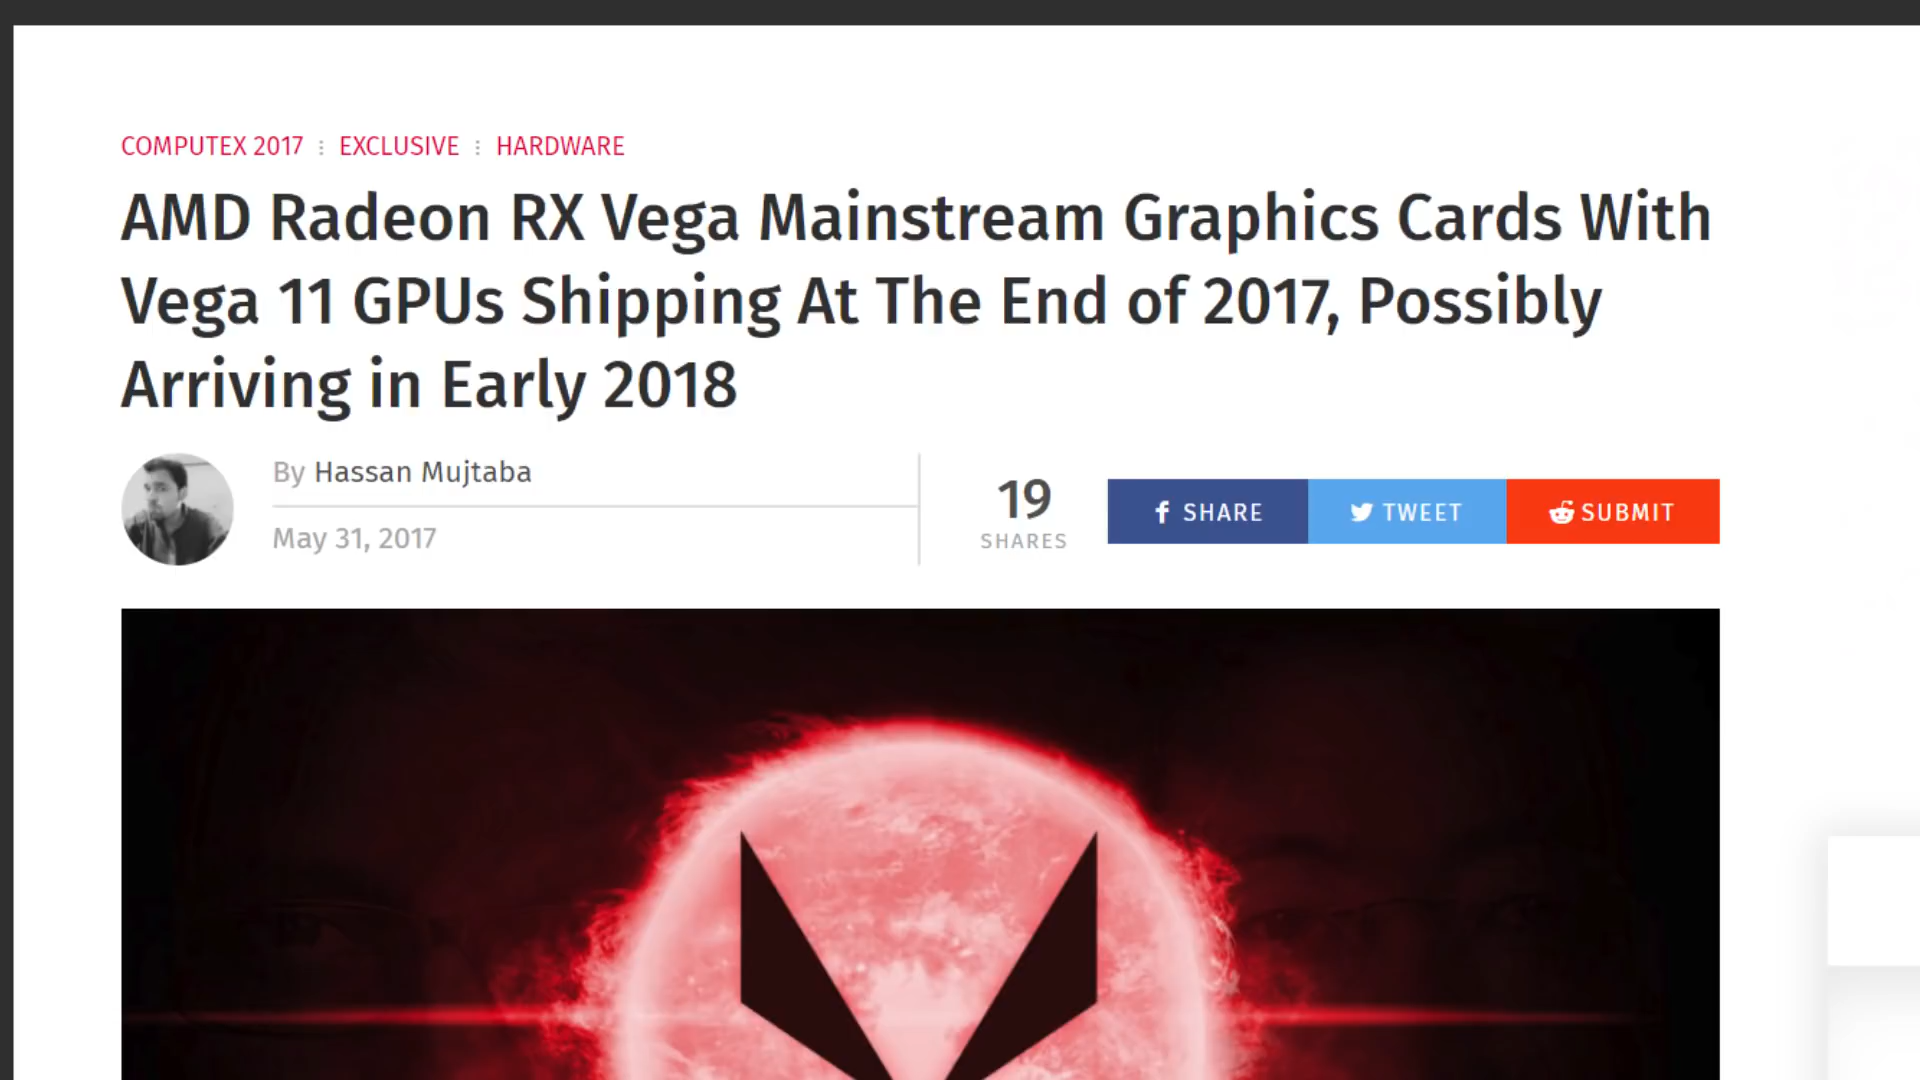 COMPUTEX 2017 : EXCLUSIVE : HARDWARE
AMD Radeon RX Vega Mainstream Graphics Cards With
Vega 11 GPUs Shipping At The End of 2017, Possibly
Arriving in Early 2018
By Hassan Mujtaba
May 31, 2017
19
SHARES
SHARE
TWEET
SUBMIT